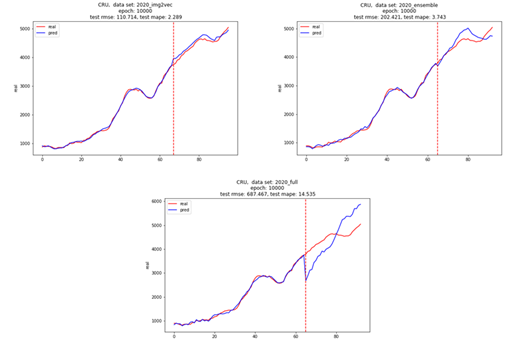 CRU, data set: 2020_img2vec
epoch: 10000
test rmse: 110.714, test mape: 2.289
real
pred
5000
4000
3000
2000
1000
real
0 20 40 60 80
CRU, data set: 2020_ensemble
epoch: 10000
test rmse: 202.421, test mape: 3.743
real
pred
5000
4000
3000
2000
1000
real
0 20 40 60 80
CRU, data set: 2020_full
epoch: 10000
test rmse: 687.467, test mape: 14.535
real
pred
6000
5000
4000
3000
2000
1000
real
0 20 40 60 80